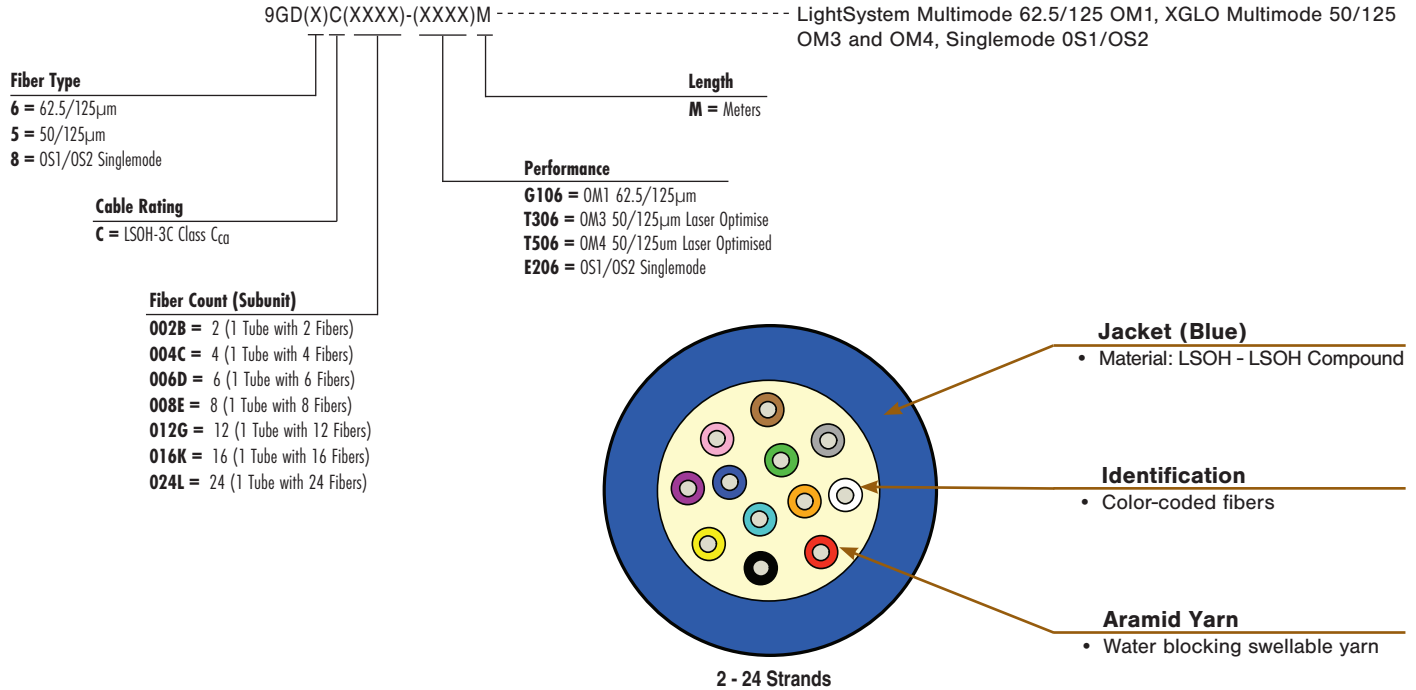 9GD(X)C(XXXX)-(XXXX)M
LightSystem Multimode 62.5/125 OM1, XGLO Multimode 50/125
OM3 and OM4, Singlemode 0S1/OS2
Fiber Type
6 = 62.5/125µm
5 = 50/125µm
8 = OS1/OS2 Singlemode
Length
M = Meters
Cable Rating
C = LSOH-3C Class Cca
Performance
G106 = OM1 62.5/125µm
T306 = OM3 50/125µm Laser Optimise
T506 = OM4 50/125um Laser Optimised
E206 = OS1/OS2 Singlemode
Fiber Count (Subunit)
002B = 2 (1 Tube with 2 Fibers)
004C = 4 (1 Tube with 4 Fibers)
006D = 6 (1 Tube with 6 Fibers)
008E = 8 (1 Tube with 8 Fibers)
012G = 12 (1 Tube with 12 Fibers)
016K = 16 (1 Tube with 16 Fibers)
024L = 24 (1 Tube with 24 Fibers)
Jacket (Blue)
• Material: LSOH - LSOH Compound
Identification
• Color-coded fibers
Aramid Yarn
• Water blocking swellable yarn
2 - 24 Strands